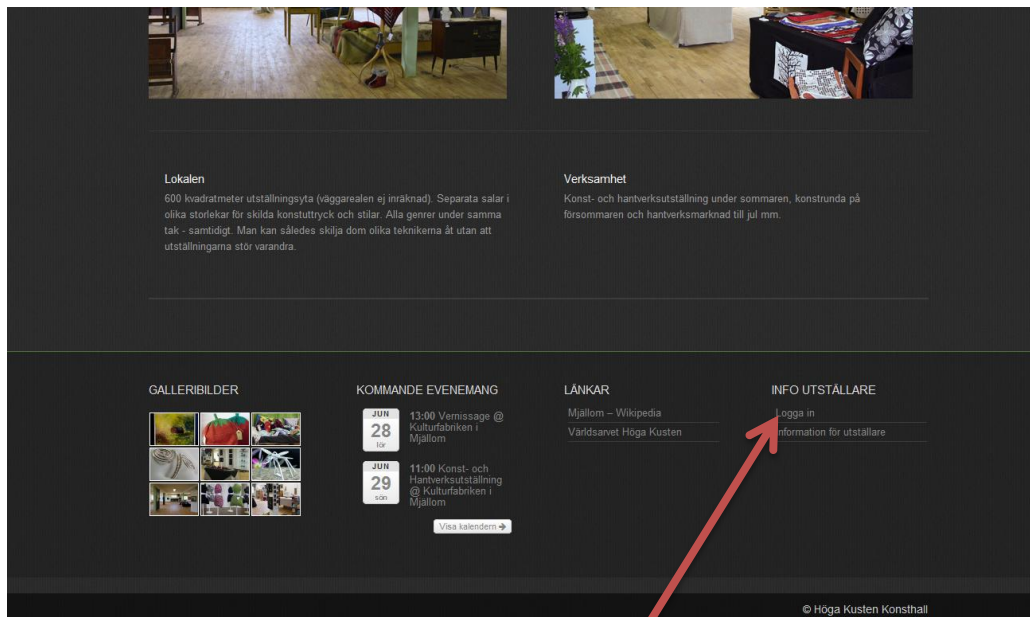 Lokalen
600 kvadratmeter utställningsyta (väggarealen ej inräknad). Separata salar i
olika storlekar för skilda konstuttryck och stilar. Alla genrer under samma
tak - samtidigt. Man kan således skilja dom olika teknikerna åt utan att
utställningarna stör varandra.
Verksamhet
Konst- och hantverksutställning under sommaren, konstrunda på
försommaren och hantverksmarknad till jul mm.
GALLERIBILDER
KOMMANDE EVENEMANG
JUN
28
lör
13:00 Vernissage @
Kulturfabriken i
Mjällom
JUN
29
sön
11:00 Konst- och
Hantverksutställning
@ Kulturfabriken i
Mjällom
Visa kalendern
LÄNKAR
Mjällom – Wikipedia
Världsarvet Höga Kusten
INFO UTSTÄLLARE
Logga in
Information för utställare
© Höga Kusten Konsthall